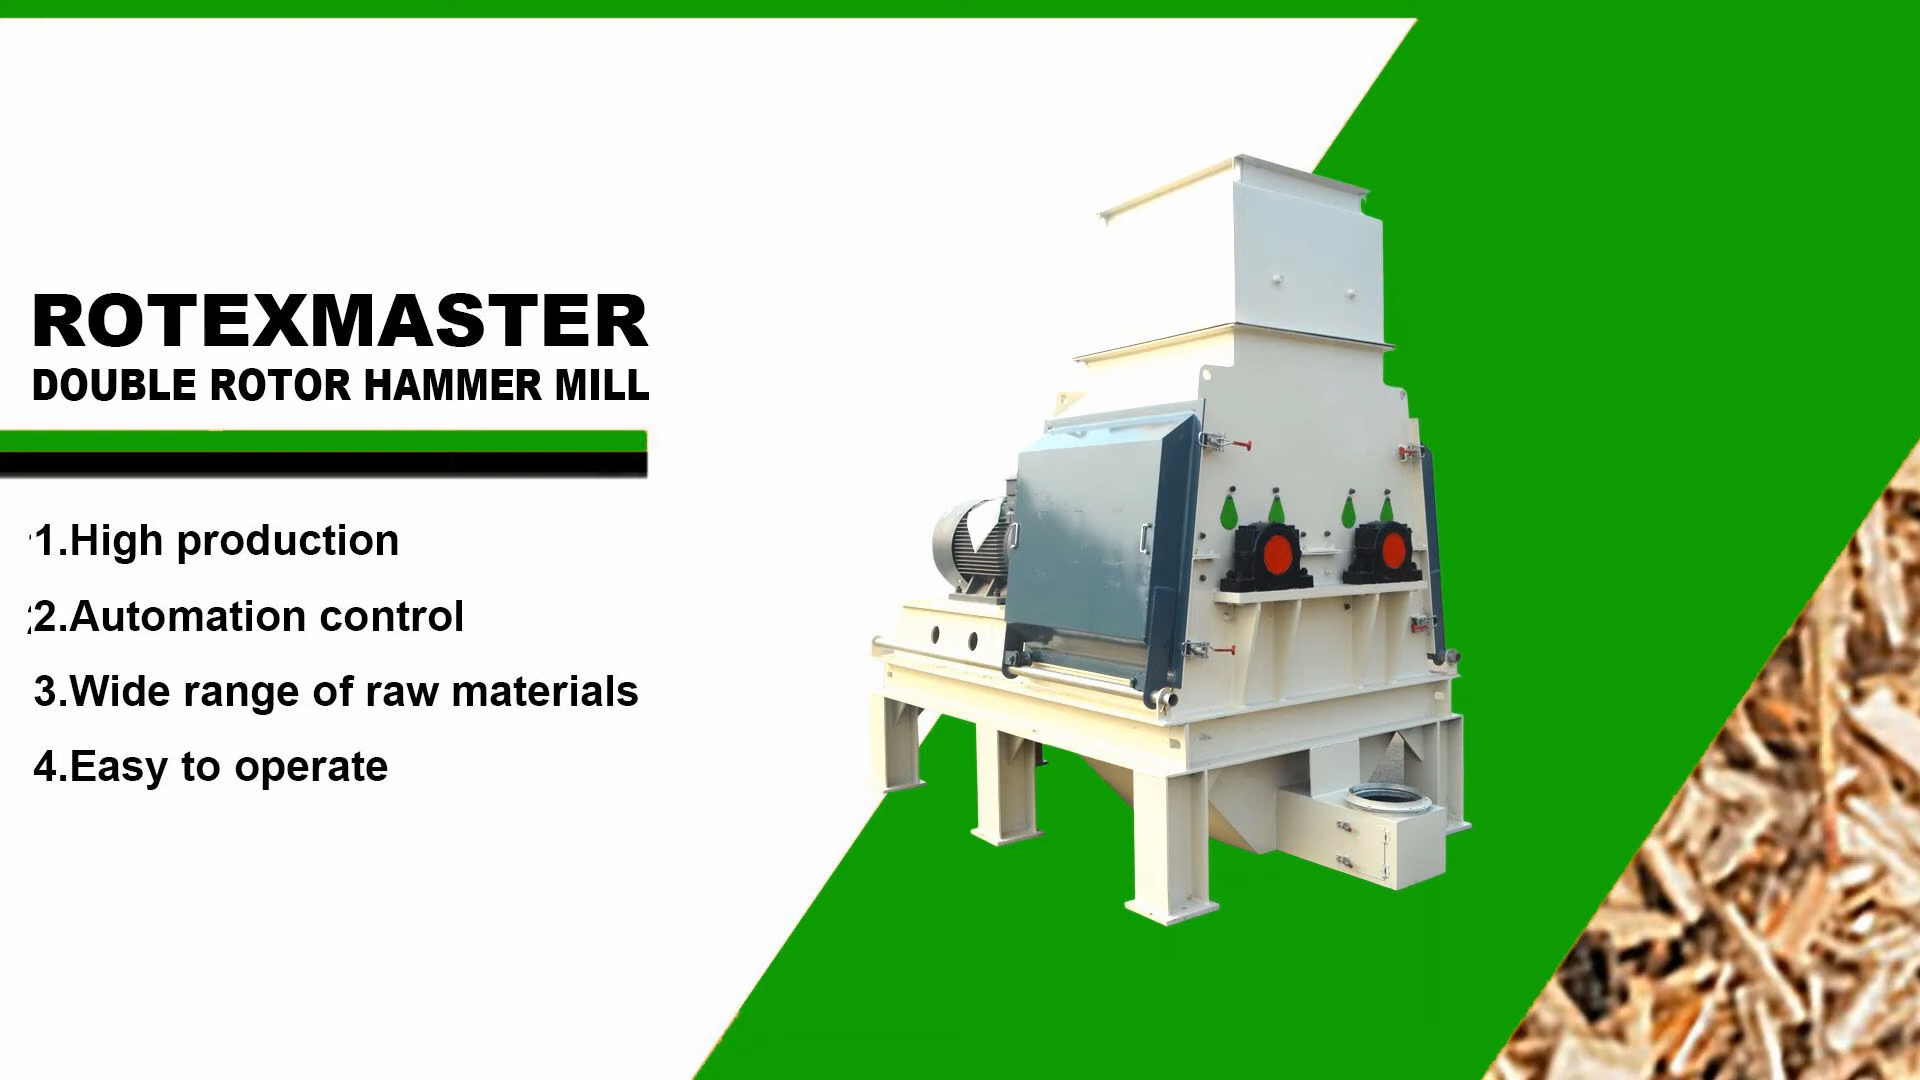 ROTEXMASTER
DOUBLE ROTOR HAMMER MILL
1.High production
2.Automation control
3.Wide range of raw materials
4.Easy to operate